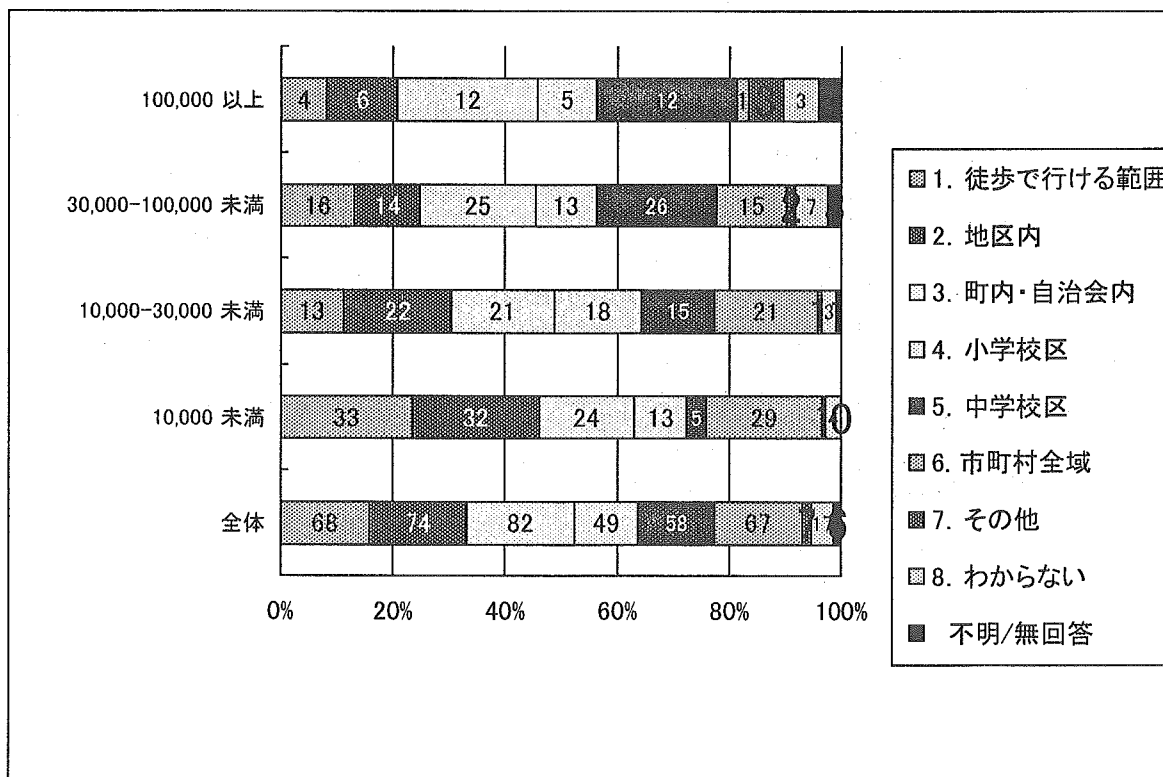 100,000 以上
4 6 12 5 12 1 3
30,000-100,000 未満
16 14 25 13 26 15 7
10,000-30,000 未満
13 22 21 18 15 21 3
10,000 未満
33 32 24 13 5 29 0
全体
68 74 82 49 58 67 17 6
0% 20% 40% 60% 80% 100%
1. 徒歩で行ける範囲
2. 地区内
3. 町内・自治会内
4. 小学校区
5. 中学校区
6. 市町村全域
7. その他
8. わからない
不明/無回答